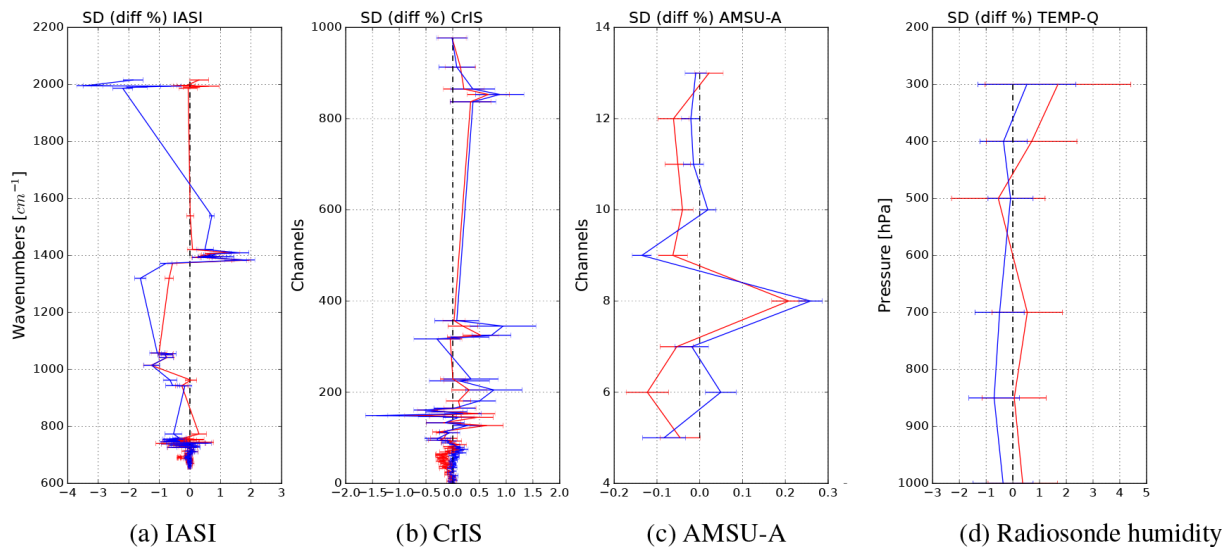 SD (diff %) IASI
Wavenumbers [cm⁻¹]
2200
2000
1800
1600
1400
1200
1000
800
600
−4 −3 −2 −1 0 1 2 3
(a) IASI
SD (diff %) CrIS
Channels
1000
800
600
400
200
0
−2.0 −1.5 −1.0 −0.5 0.0 0.5 1.0 1.5 2.0
(b) CrIS
SD (diff %) AMSU-A
Channels
14
12
10
8
6
4
0.2 −0.1 0.0 0.1 0.2 0.3
(c) AMSU-A
SD (diff %) TEMP-Q
Pressure [hPa]
200
300
400
500
600
700
800
900
1000
−3 −2 −1 0 1 2 3 4 5
(d) Radiosonde humidity